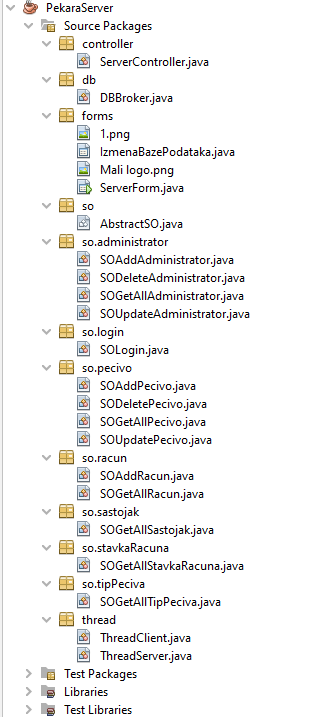 PekaraServer
Source Packages
controller
ServerController.java
db
DBBroker.java
forms
1.png
IzmenaBazePodataka.java
Mali logo.png
ServerForm.java
so
AbstractSO.java
so.administrator
SOAddAdministrator.java
SODeleteAdministrator.java
SOGetAllAdministrator.java
SOUpdateAdministrator.java
so.login
SOLogin.java
so.pecivo
SOAddPecivo.java
SODeletePecivo.java
SOGetAllPecivo.java
SOUpdatePecivo.java
so.racun
SOAddRacun.java
SOGetAllRacun.java
so.sastojak
SOGetAllSastojak.java
so.stavkaRacuna
SOGetAllStavkaRacuna.java
so.tipPeciva
SOGetAllTipPeciva.java
thread
ThreadClient.java
ThreadServer.java
Test Packages
Libraries
Test Libraries